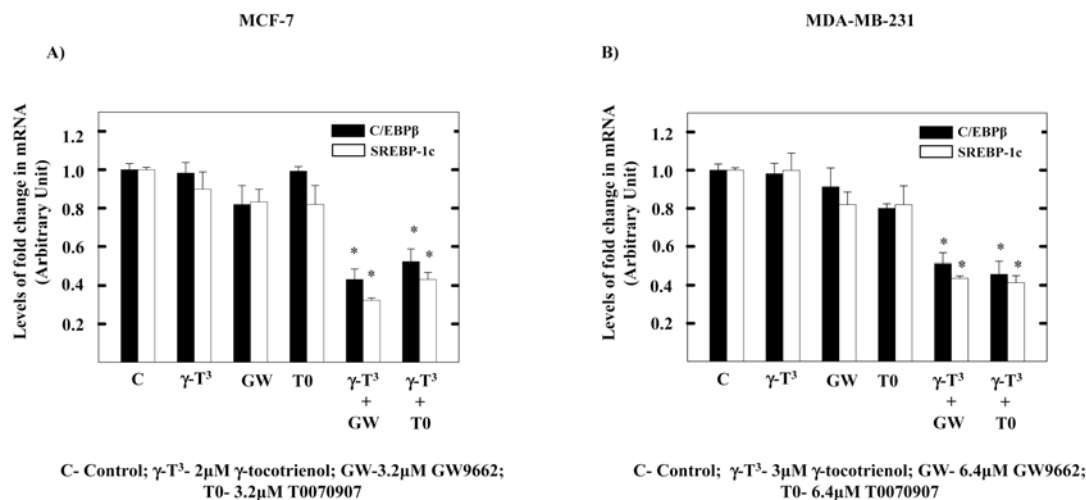 MCF-7
A)
Levels of fold change in mRNA
(Arbitrary Unit)
1.2
1.0
0.8
0.6
0.4
0.2
C/EBPβ
SREBP-1c
* * * *
C γ-T³ GW T0 γ-T³ + GW γ-T³ + T0
C- Control; γ-T³- 2µM γ-tocotrienol; GW-3.2µM GW9662;
T0- 3.2µM T0070907
MDA-MB-231
B)
Levels of fold change in mRNA
(Arbitrary Unit)
1.2
1.0
0.8
0.6
0.4
0.2
C/EBPβ
SREBP-1c
* * * *
C γ-T³ GW T0 γ-T³ + GW γ-T³ + T0
C- Control; γ-T³- 3µM γ-tocotrienol; GW- 6.4µM GW9662;
T0- 6.4µM T0070907